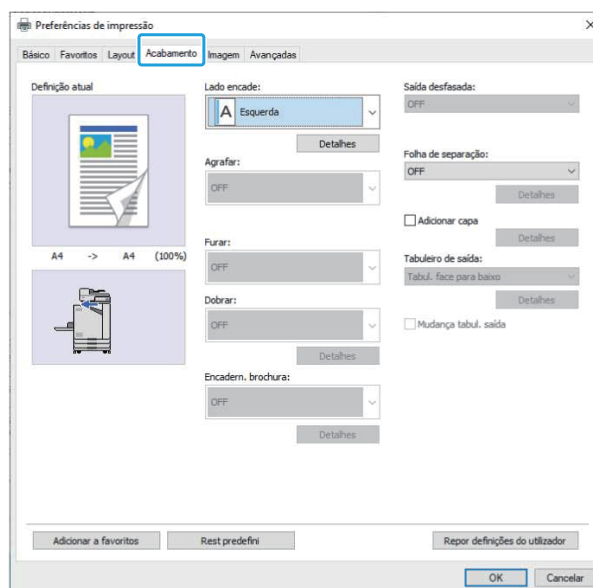 Preferências de impressão
Básico Favoritos Layout Acabamento Imagem Avançadas
Definição atual
A4 -> A4 (100%)
Lado encade:
A Esquerda
Detalhes
Agrafar:
OFF
Furar:
OFF
Dobrar:
OFF
Detalhes
Encadern. brochura:
OFF
Detalhes
Saída desfasada:
OFF
Folha de separação:
OFF
Detalhes
Adicionar capa
Detalhes
Tabuleiro de saída:
Tabul. face para baixo
Detalhes
Mudança tabul. saída
Adicionar a favoritos Rest predefini Repor definições do utilizador
OK Cancelar